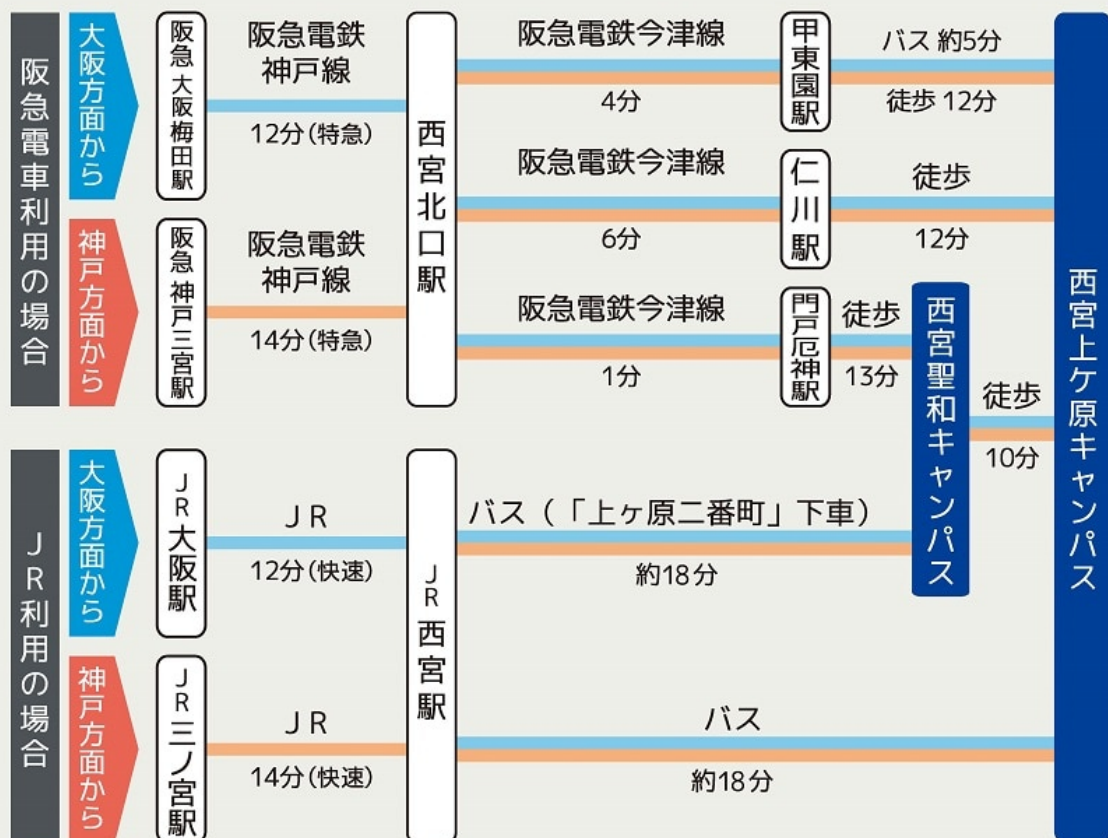 阪急電車利用の場合
大阪方面から
阪急 大阪梅田駅
阪急電鉄
神戸線
12分(特急)
神戸方面から
阪急 神戸三宮駅
阪急電鉄
神戸線
14分(特急)
西宮北口駅
阪急電鉄今津線
4分
甲東園駅
バス 約5分
徒歩 12分
阪急電鉄今津線
6分
仁川駅
徒歩
12分
阪急電鉄今津線
1分
門戸厄神駅
徒歩
13分
西宮聖和キャンパス
徒歩
10分
西宮上ケ原キャンパス
JR利用の場合
大阪方面から
JR大阪駅
JR
12分(快速)
神戸方面から
JR三ノ宮駅
JR
14分(快速)
JR西宮駅
バス(「上ヶ原二番町」下車)
約18分
バス
約18分